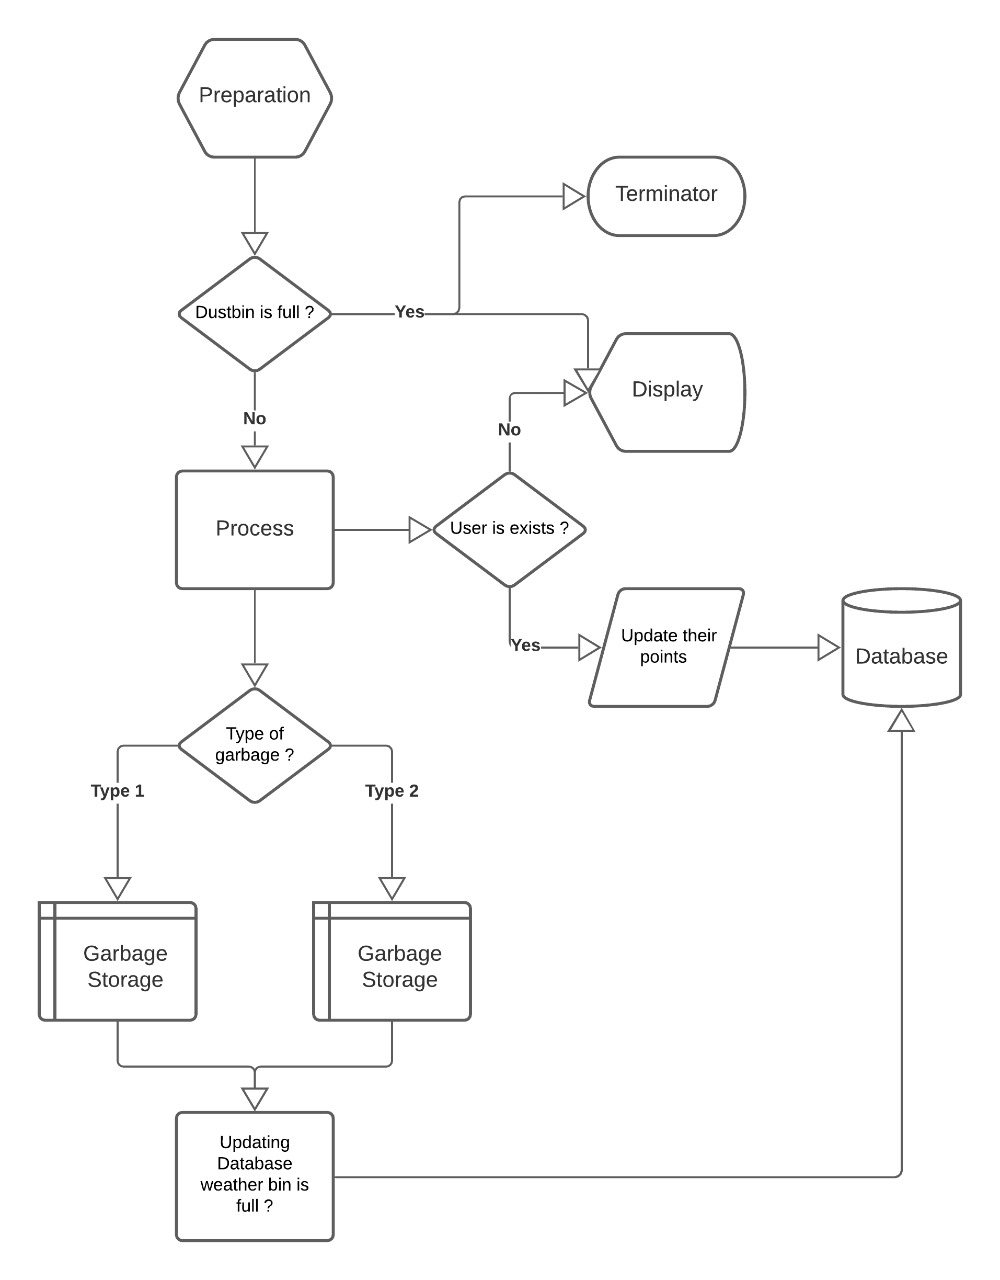 Preparation
Terminator
Dustbin is full ?
Yes
Display
No
No
Process
User is exists ?
Yes
Update their
points
Database
Type of
garbage ?
Type 1
Type 2
Garbage
Storage
Garbage
Storage
Updating
Database
weather bin is
full ?